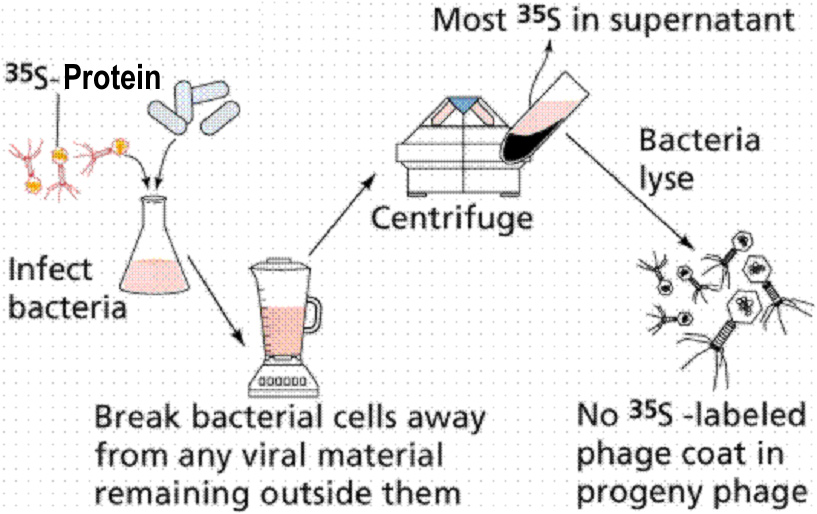 Most 35S in supernatant
35S-Protein
Bacteria
lyse
Centrifuge
Infect
bacteria
Break bacterial cells away
from any viral material
remaining outside them
No 35S -labeled
phage coat in
progeny phage